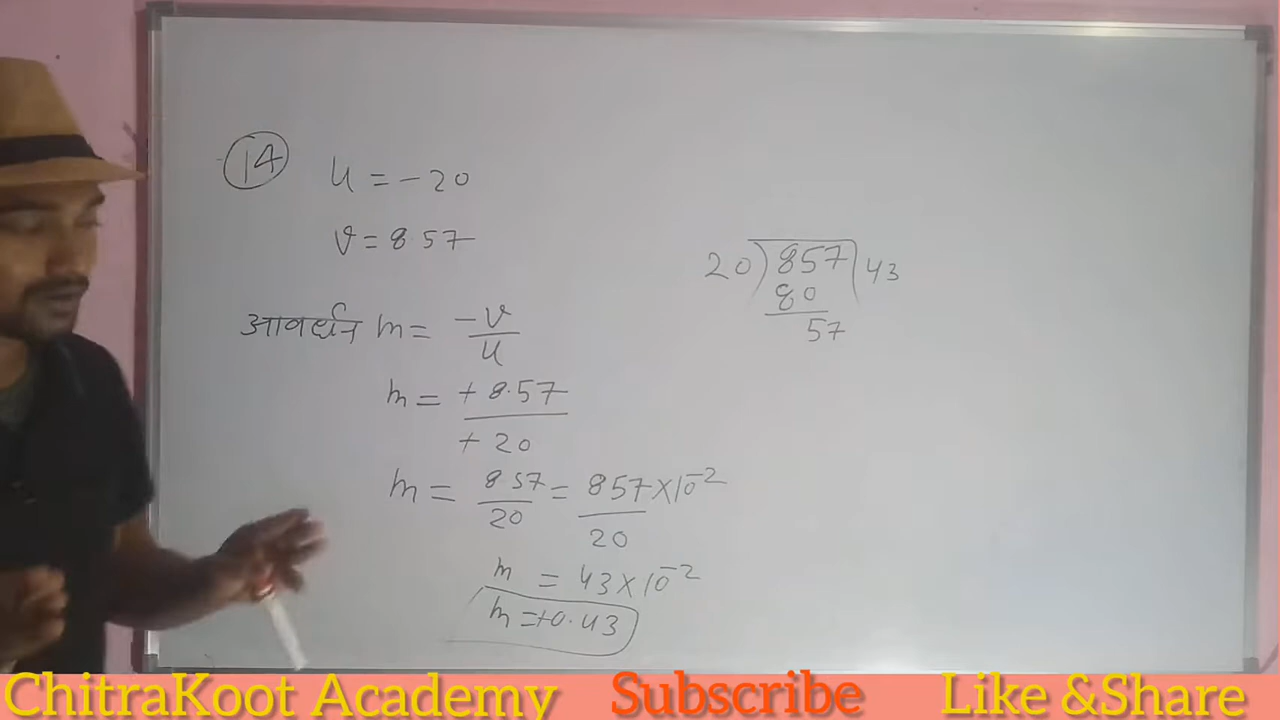 14 u = -20
v = 8.57
आवर्धन m = -v/u
m = +8.57/+20
m = 8.57/20 = 857×10⁻²/20
m = 43×10⁻²
m = +0.43
20)857(43
80
57
ChitraKoot Academy Subscribe Like &Share